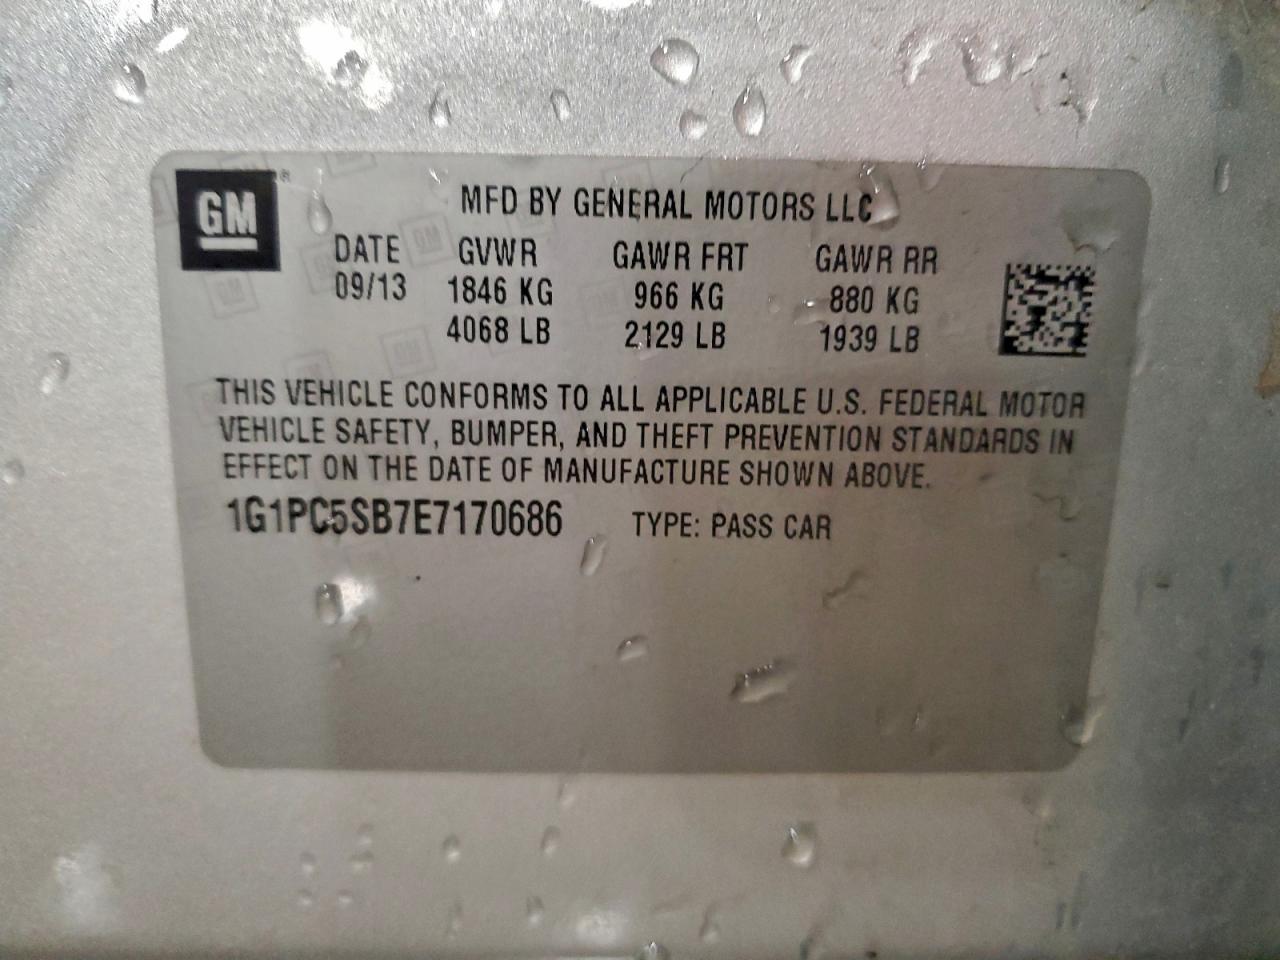 GM ®
MFD BY GENERAL MOTORS LLC
DATE GVWR GAWR FRT GAWR RR
09/13 1846 KG 966 KG 880 KG
4068 LB 2129 LB 1939 LB
THIS VEHICLE CONFORMS TO ALL APPLICABLE U.S. FEDERAL MOTOR
VEHICLE SAFETY, BUMPER, AND THEFT PREVENTION STANDARDS IN
EFFECT ON THE DATE OF MANUFACTURE SHOWN ABOVE.
1G1PC5SB7E7170686 TYPE: PASS CAR